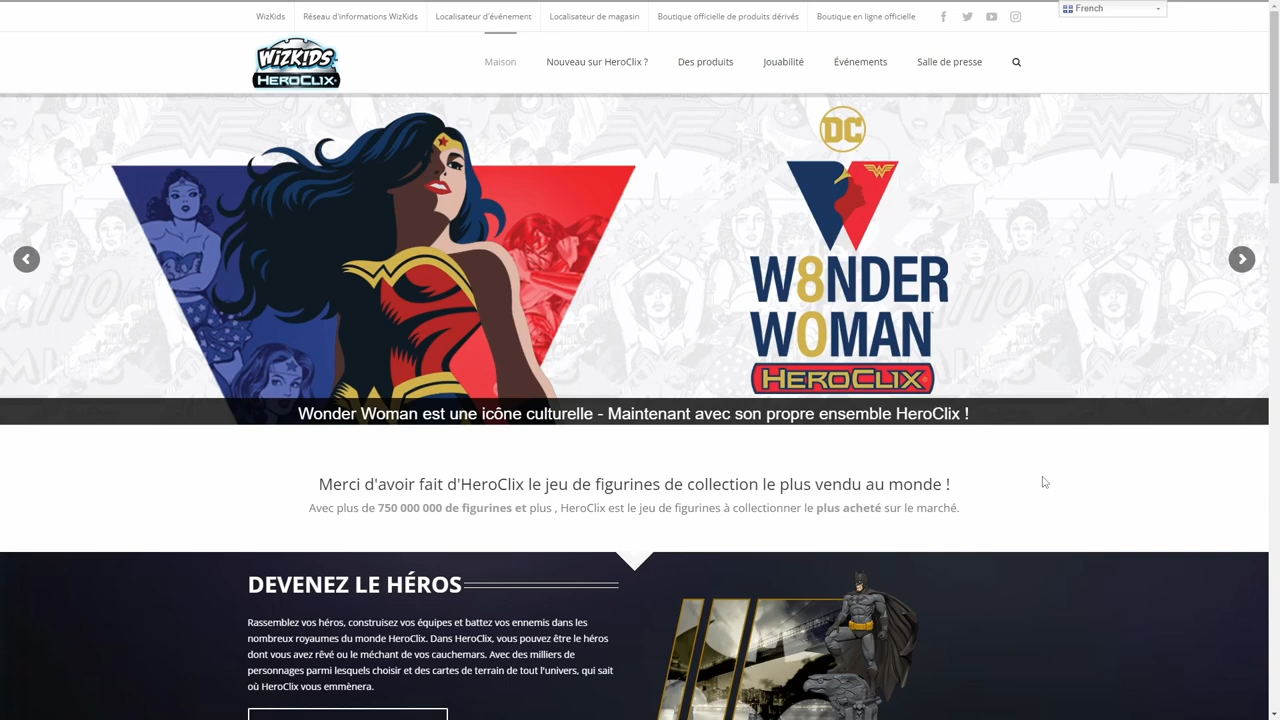 WizKids
Réseau d'informations WizKids
Localisateur d'événement
Localisateur de magasin
Boutique officielle de produits dérivés
Boutique en ligne officielle
French
WIZKIDS
HEROCLIX
Maison
Nouveau sur HeroClix ?
Des produits
Jouabilité
Événements
Salle de presse
DC
W8NDER
WOMAN
HEROCLIX
Wonder Woman est une icône culturelle - Maintenant avec son propre ensemble HeroClix !
Merci d'avoir fait d'HeroClix le jeu de figurines de collection le plus vendu au monde !
Avec plus de 750 000 000 de figurines et plus , HeroClix est le jeu de figurines à collectionner le plus acheté sur le marché.
DEVENEZ LE HÉROS
Rassemblez vos héros, construisez vos équipes et battez vos ennemis dans les
nombreux royaumes du monde HeroClix. Dans HeroClix, vous pouvez être le héros
dont vous avez rêvé ou le méchant de vos cauchemars. Avec des milliers de
personnages parmi lesquels choisir et des cartes de terrain de tout l'univers, qui sait
où HeroClix vous emmènera.